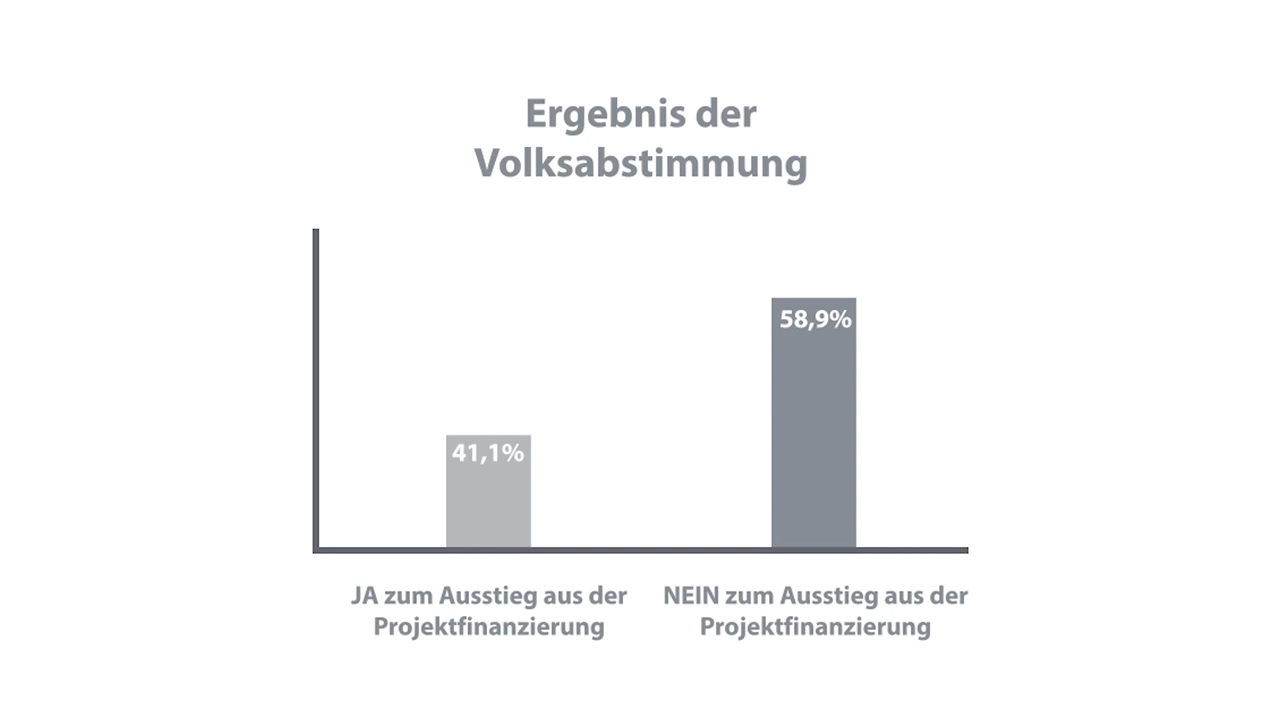 Ergebnis der
Volksabstimmung
58,9%
41,1%
JA zum Ausstieg aus der
Projektfinanzierung
NEIN zum Ausstieg aus der
Projektfinanzierung